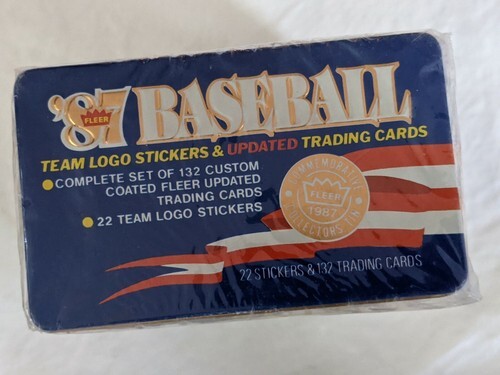 '87 BASEBALL
FLEER
TEAM LOGO STICKERS & UPDATED TRADING CARDS
COMPLETE SET OF 132 CUSTOM
COATED FLEER UPDATED
TRADING CARDS
22 TEAM LOGO STICKERS
COMMEMORATIVE
FLEER
1987
COLLECTORS TIN
22 STICKERS & 132 TRADING CARDS